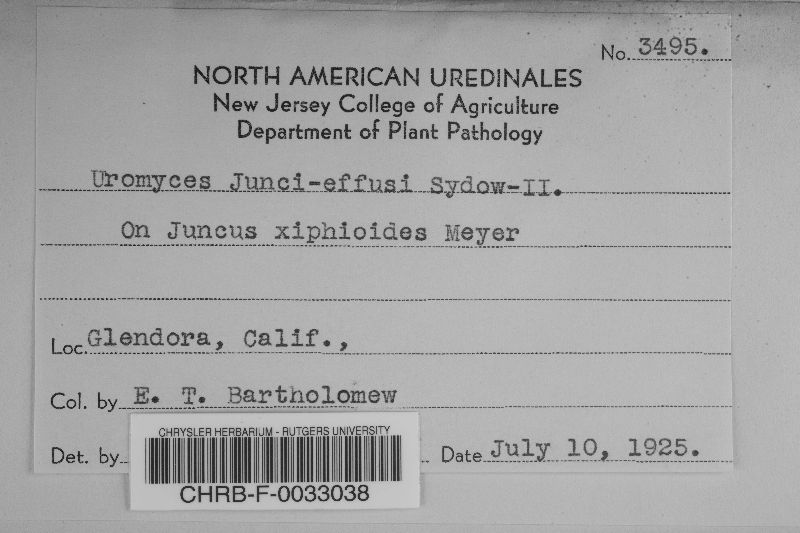 No. 3495.
NORTH AMERICAN UREDINALES
New Jersey College of Agriculture
Department of Plant Pathology
Uromyces Junci-effusi Sydow-II.
On Juncus xiphioides Meyer
Loc. Glendora, Calif.,
Col. by E. T. Bartholomew
Det. by
Date July 10, 1925.
CHRYSLER HERBARIUM - RUTGERS UNIVERSITY
CHRB-F-0033038